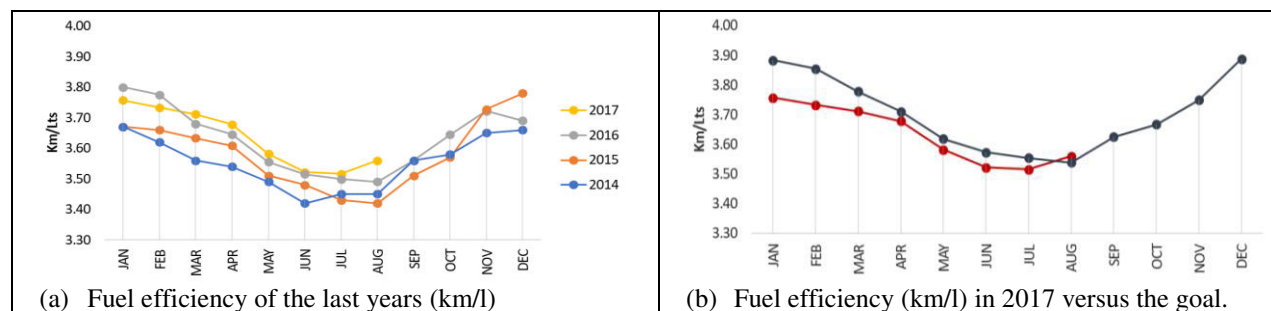 4.00
3.90
3.80
3.70
3.60
3.50
3.40
3.30
Km/Lts
JAN
FEB
MAR
APR
MAY
JUN
JUL
AUG
SEP
OCT
NOV
DEC
2017
2016
2015
2014
(a) Fuel efficiency of the last years (km/l)
4.00
3.90
3.80
3.70
3.60
3.50
3.40
3.30
Km/Lts
JAN
FEB
MAR
APR
MAY
JUN
JUL
AUG
SEP
OCT
NOV
DEC
(b) Fuel efficiency (km/l) in 2017 versus the goal.